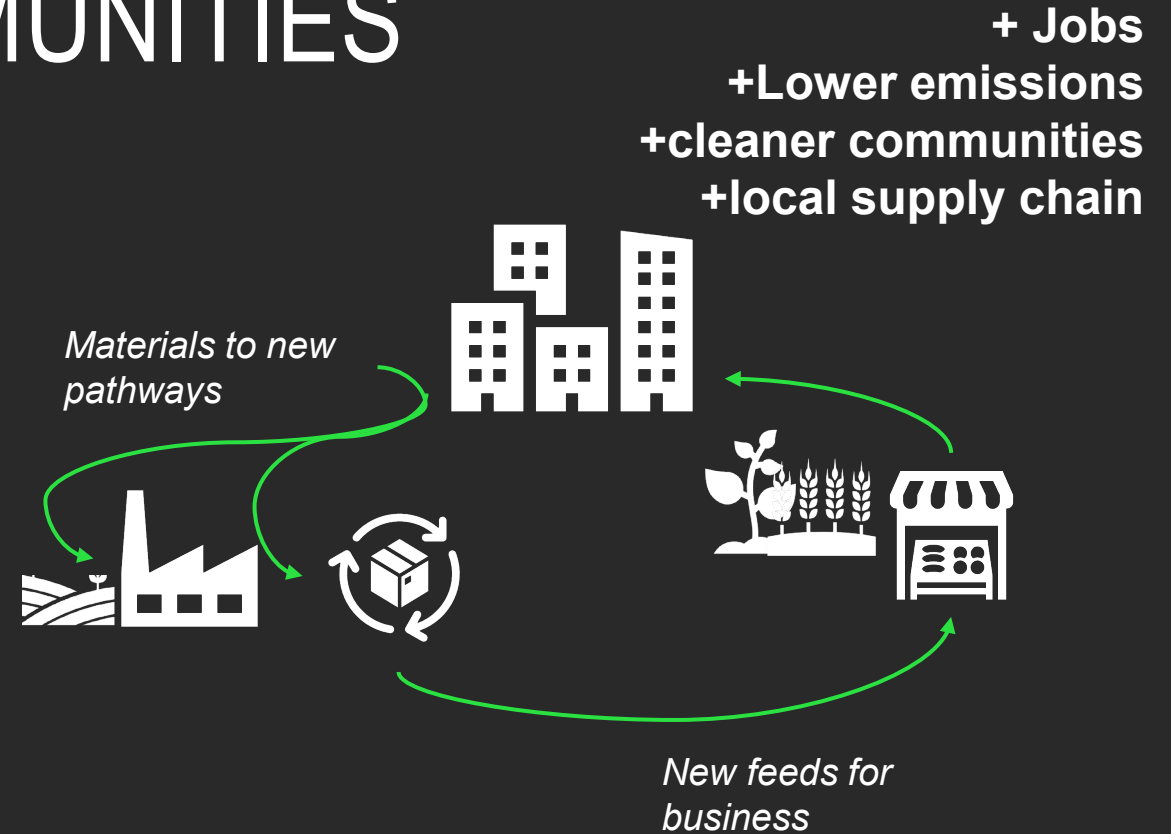 MUNITIES
+ Jobs
+Lower emissions
+cleaner communities
+local supply chain
Materials to new
pathways
New feeds for
business